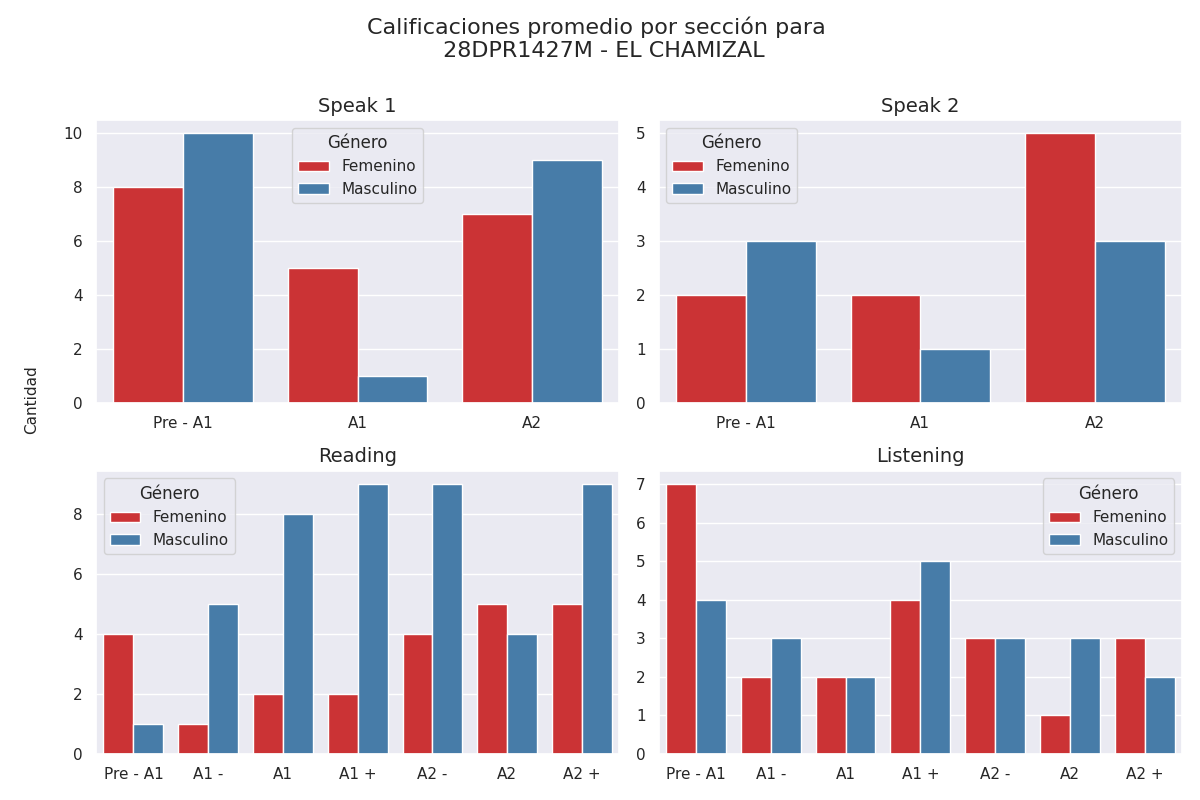 Calificaciones promedio por sección para
28DPR1427M - EL CHAMIZAL
Cantidad
Speak 1
10
8
6
4
2
0
Género
Femenino
Masculino
Pre - A1
A1
A2
Speak 2
5
4
3
2
1
0
Género
Femenino
Masculino
Pre - A1
A1
A2
Reading
8
6
4
2
0
Género
Femenino
Masculino
Pre - A1
A1 -
A1
A1 +
A2 -
A2
A2 +
Listening
7
6
5
4
3
2
1
0
Género
Femenino
Masculino
Pre - A1
A1 -
A1
A1 +
A2 -
A2
A2 +